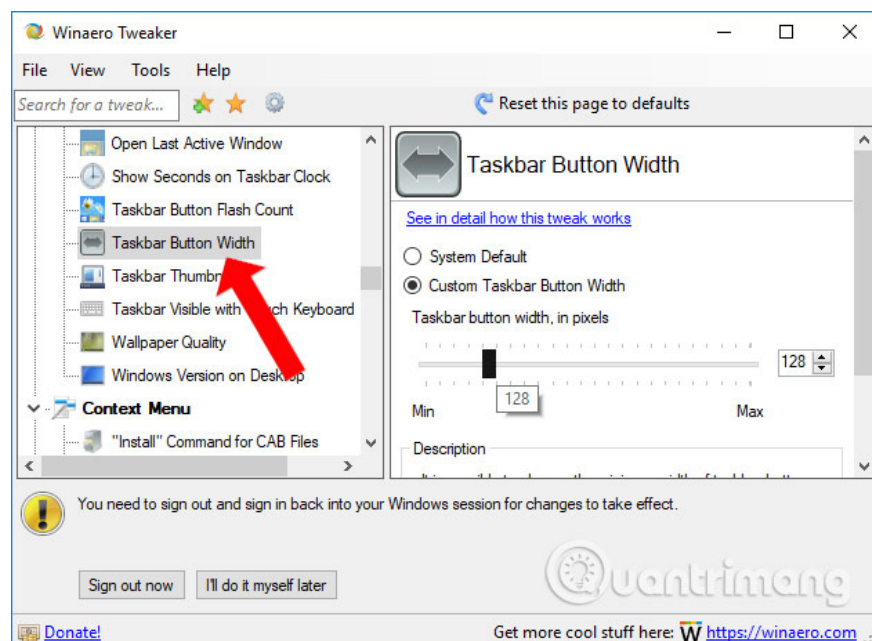 Winaero Tweaker
File View Tools Help
Search for a tweak...
Reset this page to defaults
Open Last Active Window
Show Seconds on Taskbar Clock
Taskbar Button Flash Count
Taskbar Button Width
Taskbar
Taskbar Visible with Keyboard
Wallpaper Quality
Windows Version on
Context Menu
"Install" Command for CAB Files
Taskbar Button Width
See in detail how this tweak works
System Default
Custom Taskbar Button Width
Taskbar button width, in pixels
128
128
Min Max
Description
You need to sign out and sign in back into your Windows session for changes to take effect.
Sign out now I'll do it myself later
Quantrimang
Donate!
Get more cool stuff here: W https://winaero.com